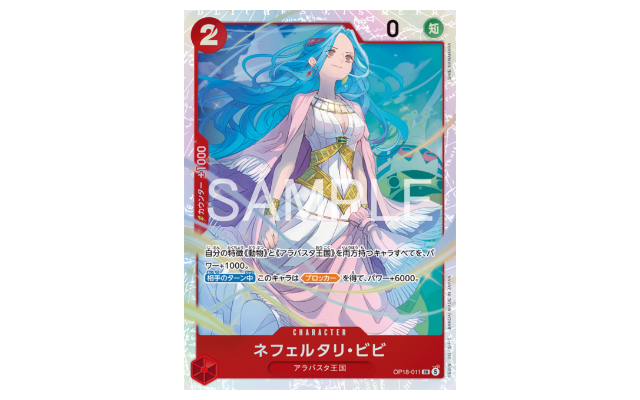 2
0
知
カウンター +1000
SAMPLE
自分の特徴《動物》と《アラバスタ王国》を両方持つキャラすべてを、パ
ワー+1000。
相手のターン中 このキャラは ブロッカー を得て、パワー+6000。
CHARACTER
ネフェルタリ・ビビ
アラバスタ王国
OP18-011 SR 5